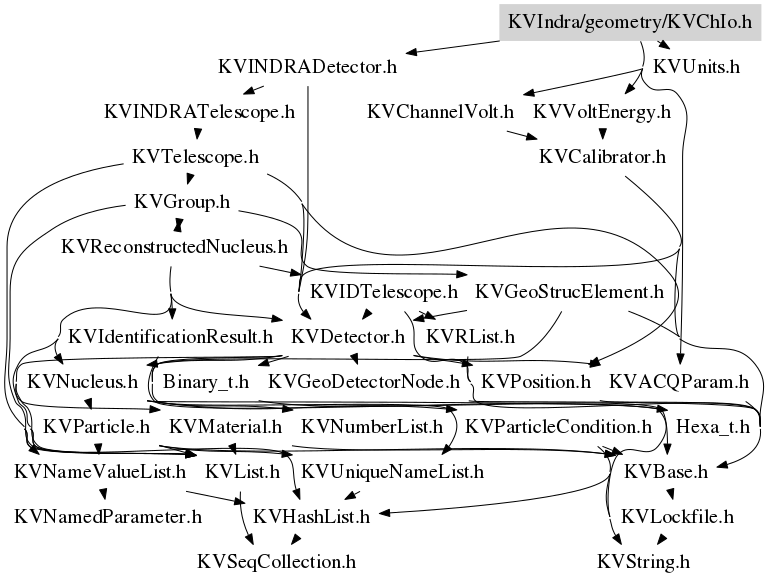 KVIndra/geometry/KVChIo.h
KVINDRADetector.h
KVUnits.h
KVINDRATelescope.h
KVChannelVolt.h
KVVoltEnergy.h
KVTelescope.h
KVCalibrator.h
KVGroup.h
KVReconstructedNucleus.h
KVIDTelescope.h
KVGeoStrucElement.h
KVIdentificationResult.h
KVDetector.h
KVRList.h
KVNucleus.h
Binary_t.h
KVGeoDetectorNode.h
KVPosition.h
KVACQParam.h
KVParticle.h
KVMaterial.h
KVNumberList.h
KVParticleCondition.h
Hexa_t.h
KVNameValueList.h
KVList.h
KVUniqueNameList.h
KVBase.h
KVNamedParameter.h
KVHashList.h
KVLockfile.h
KVSeqCollection.h
KVString.h